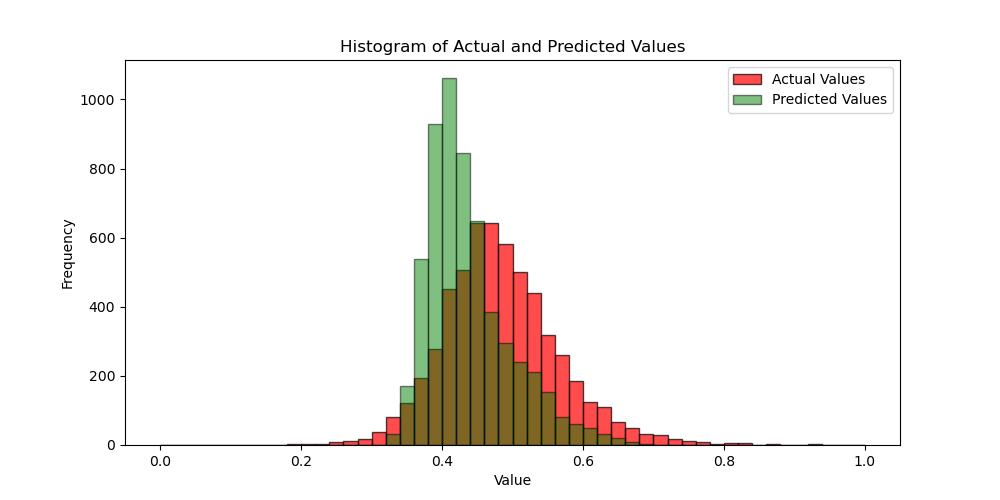 Histogram of Actual and Predicted Values
Actual Values
Predicted Values
1000
800
600
400
200
0
Frequency
0.0 0.2 0.4 0.6 0.8 1.0
Value